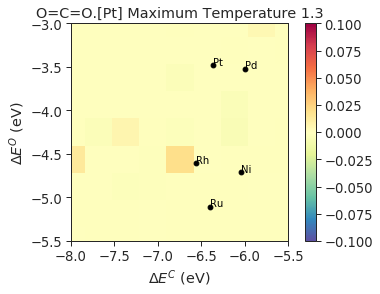 O=C=O.[Pt] Maximum Temperature 1.3
−3.0
−3.5
−4.0
−4.5
−5.0
−5.5
ΔE^O (eV)
Pt
Pd
Rh
Ni
Ru
−8.0 −7.5 −7.0 −6.5 −6.0 −5.5
ΔE^C (eV)
0.100
0.075
0.050
0.025
0.000
−0.025
−0.050
−0.075
−0.100